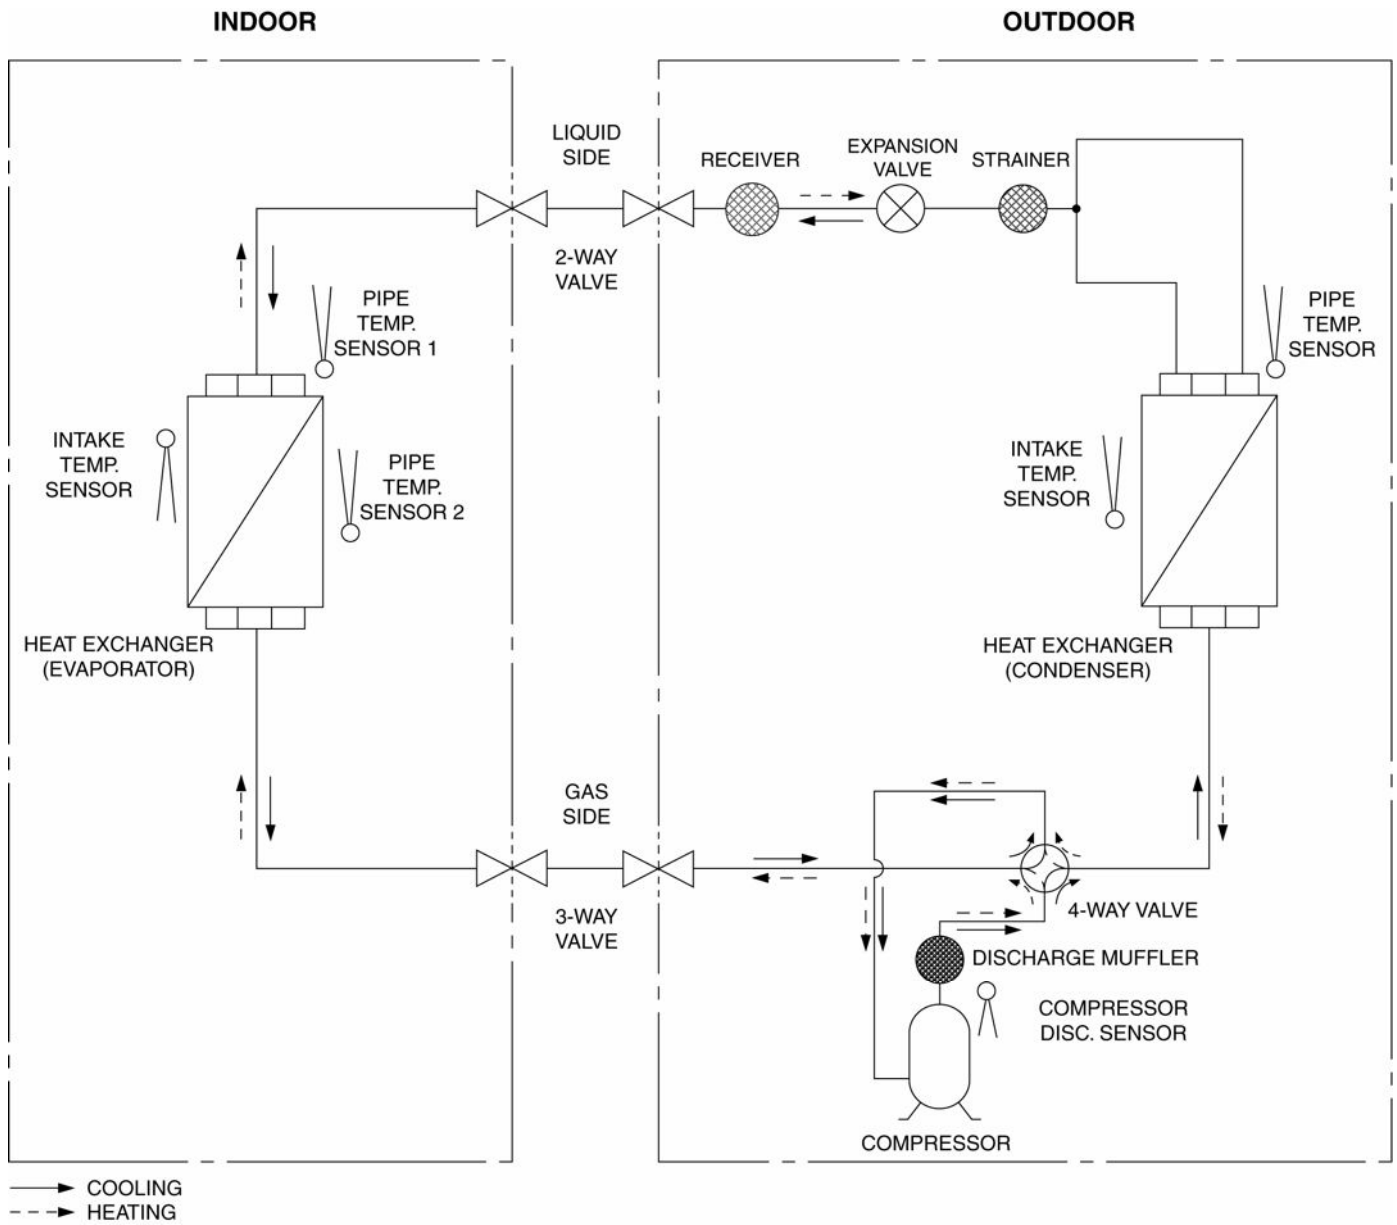 INDOOR
OUTDOOR
LIQUID
SIDE
RECEIVER
EXPANSION
VALVE
STRAINER
2-WAY
VALVE
PIPE
TEMP.
SENSOR 1
PIPE
TEMP.
SENSOR
INTAKE
TEMP.
SENSOR
PIPE
TEMP.
SENSOR 2
INTAKE
TEMP.
SENSOR
HEAT EXCHANGER
(EVAPORATOR)
HEAT EXCHANGER
(CONDENSER)
GAS
SIDE
3-WAY
VALVE
4-WAY VALVE
DISCHARGE MUFFLER
COMPRESSOR
DISC. SENSOR
COMPRESSOR
COOLING
HEATING